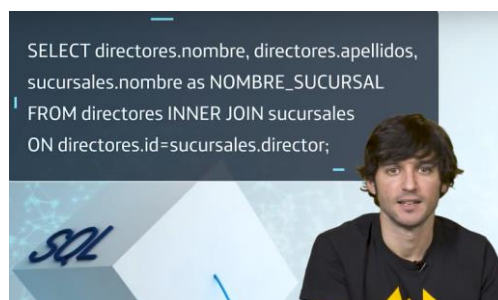 SELECT directores.nombre, directores.apellidos,
sucursales.nombre as NOMBRE_SUCURSAL
FROM directores INNER JOIN sucursales
ON directores.id=sucursales.director;
SQL